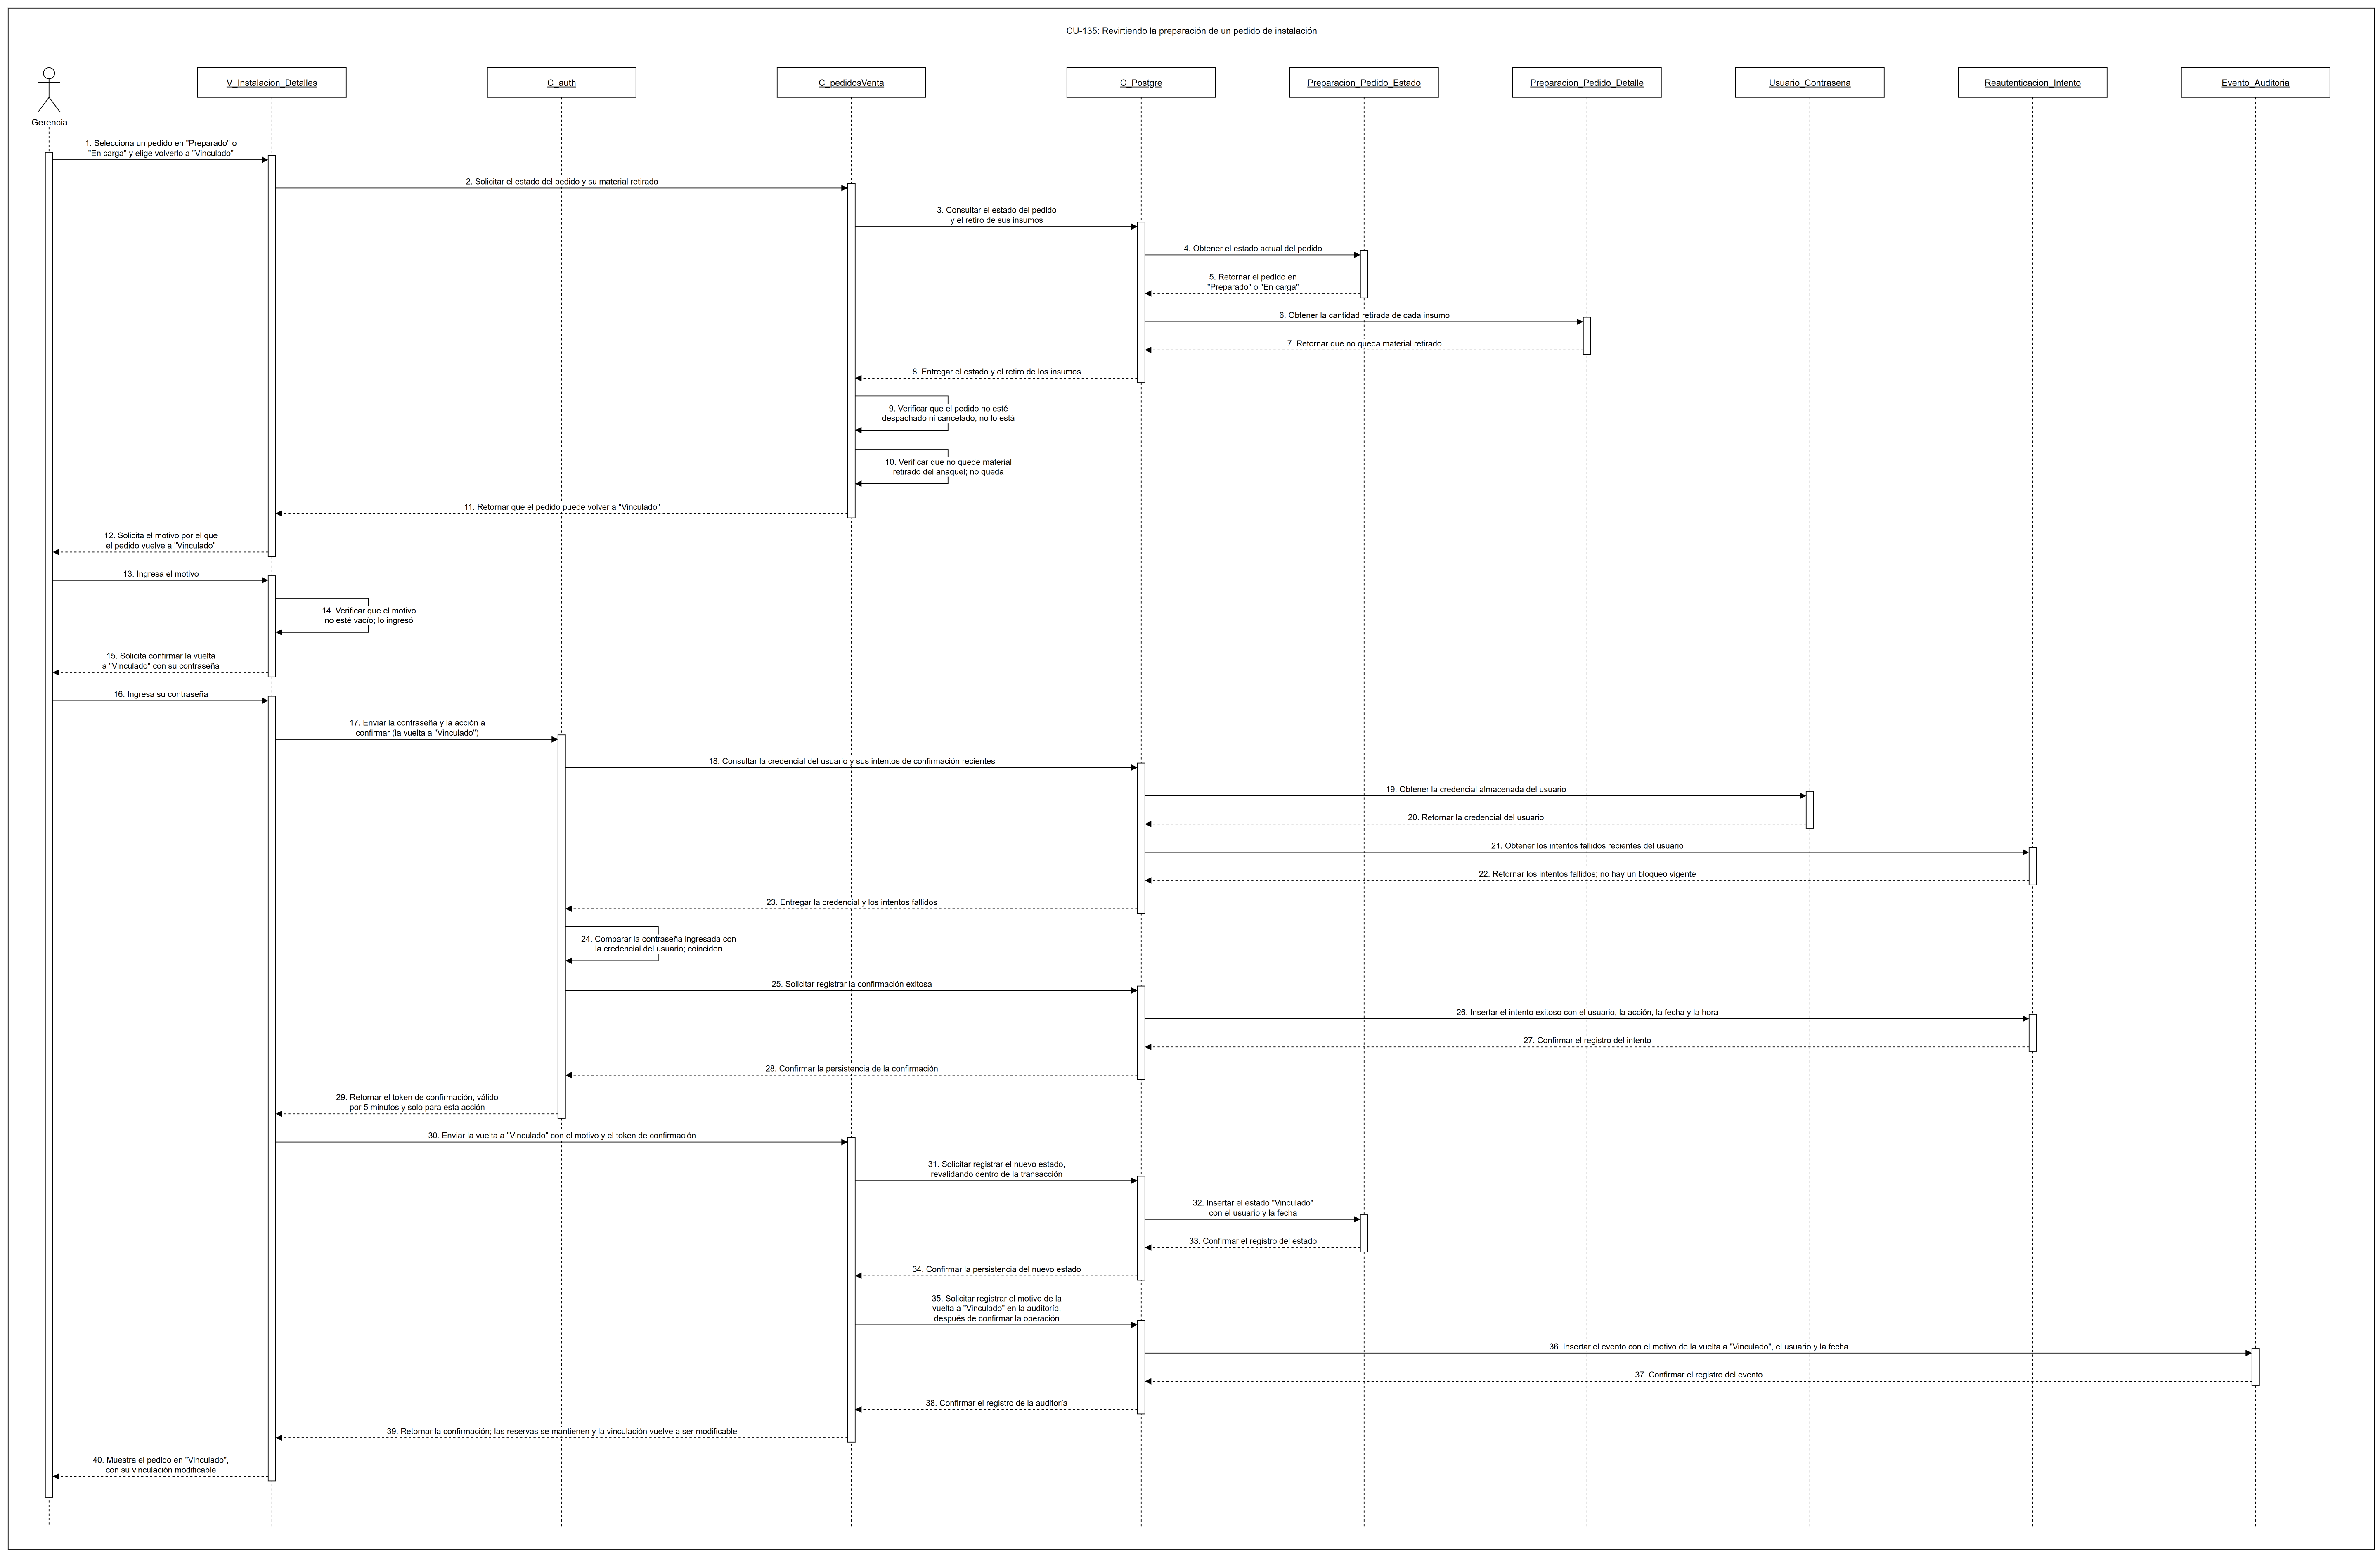 CU-135: Revirtiendo la preparación de un pedido de instalación
Gerencia
V_Instalacion_Detalles
C_auth
C_pedidosVenta
C_Postgre
Preparacion_Pedido_Estado
Preparacion_Pedido_Detalle
Usuario_Contrasena
Reautenticacion_Intento
Evento_Auditoria
1. Selecciona un pedido en "Preparado" o
"En carga" y elige volverlo a "Vinculado"
2. Solicitar el estado del pedido y su material retirado
3. Consultar el estado del pedido
y el retiro de sus insumos
4. Obtener el estado actual del pedido
5. Retornar el pedido en
"Preparado" o "En carga"
6. Obtener la cantidad retirada de cada insumo
7. Retornar que no queda material retirado
8. Entregar el estado y el retiro de los insumos
9. Verificar que el pedido no esté
despachado ni cancelado; no lo está
10. Verificar que no quede material
retirado del anaquel; no queda
11. Retornar que el pedido puede volver a "Vinculado"
12. Solicita el motivo por el que
el pedido vuelve a "Vinculado"
13. Ingresa el motivo
14. Verificar que el motivo
no esté vacío; lo ingresó
15. Solicita confirmar la vuelta
a "Vinculado" con su contraseña
16. Ingresa su contraseña
17. Enviar la contraseña y la acción a
confirmar (la vuelta a "Vinculado")
18. Consultar la credencial del usuario y sus intentos de confirmación recientes
19. Obtener la credencial almacenada del usuario
20. Retornar la credencial del usuario
21. Obtener los intentos fallidos recientes del usuario
22. Retornar los intentos fallidos; no hay un bloqueo vigente
23. Entregar la credencial y los intentos fallidos
24. Comparar la contraseña ingresada con
la credencial del usuario; coinciden
25. Solicitar registrar la confirmación exitosa
26. Insertar el intento exitoso con el usuario, la acción, la fecha y la hora
27. Confirmar el registro del intento
28. Confirmar la persistencia de la confirmación
29. Retornar el token de confirmación, válido
por 5 minutos y solo para esta acción
30. Enviar la vuelta a "Vinculado" con el motivo y el token de confirmación
31. Solicitar registrar el nuevo estado,
revalidando dentro de la transacción
32. Insertar el estado "Vinculado"
con el usuario y la fecha
33. Confirmar el registro del estado
34. Confirmar la persistencia del nuevo estado
35. Solicitar registrar el motivo de la
vuelta a "Vinculado" en la auditoría,
después de confirmar la operación
36. Insertar el evento con el motivo de la vuelta a "Vinculado", el usuario y la fecha
37. Confirmar el registro del evento
38. Confirmar el registro de la auditoría
39. Retornar la confirmación; las reservas se mantienen y la vinculación vuelve a ser modificable
40. Muestra el pedido en "Vinculado",
con su vinculación modificable